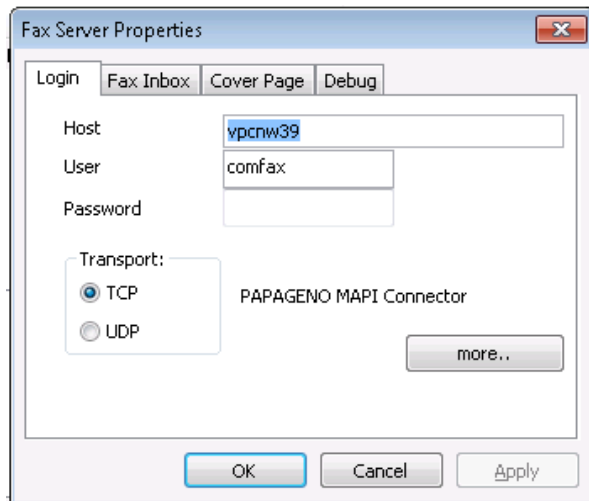 Fax Server Properties
Login Fax Inbox Cover Page Debug
Host vpcnw39
User comfax
Password
Transport:
TCP PAPAGENO MAPI Connector
UDP
more..
OK Cancel Apply